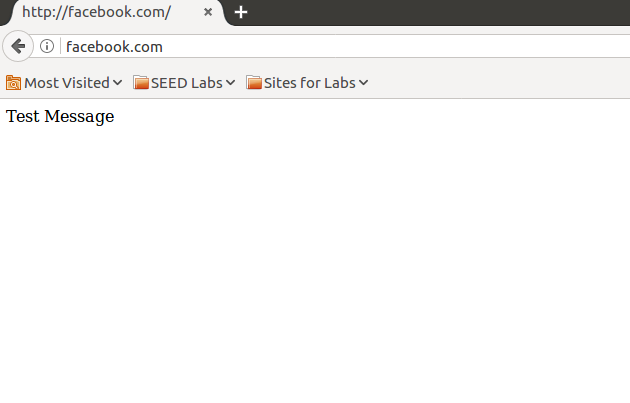 http://facebook.com/
facebook.com
Most Visited SEED Labs Sites for Labs
Test Message